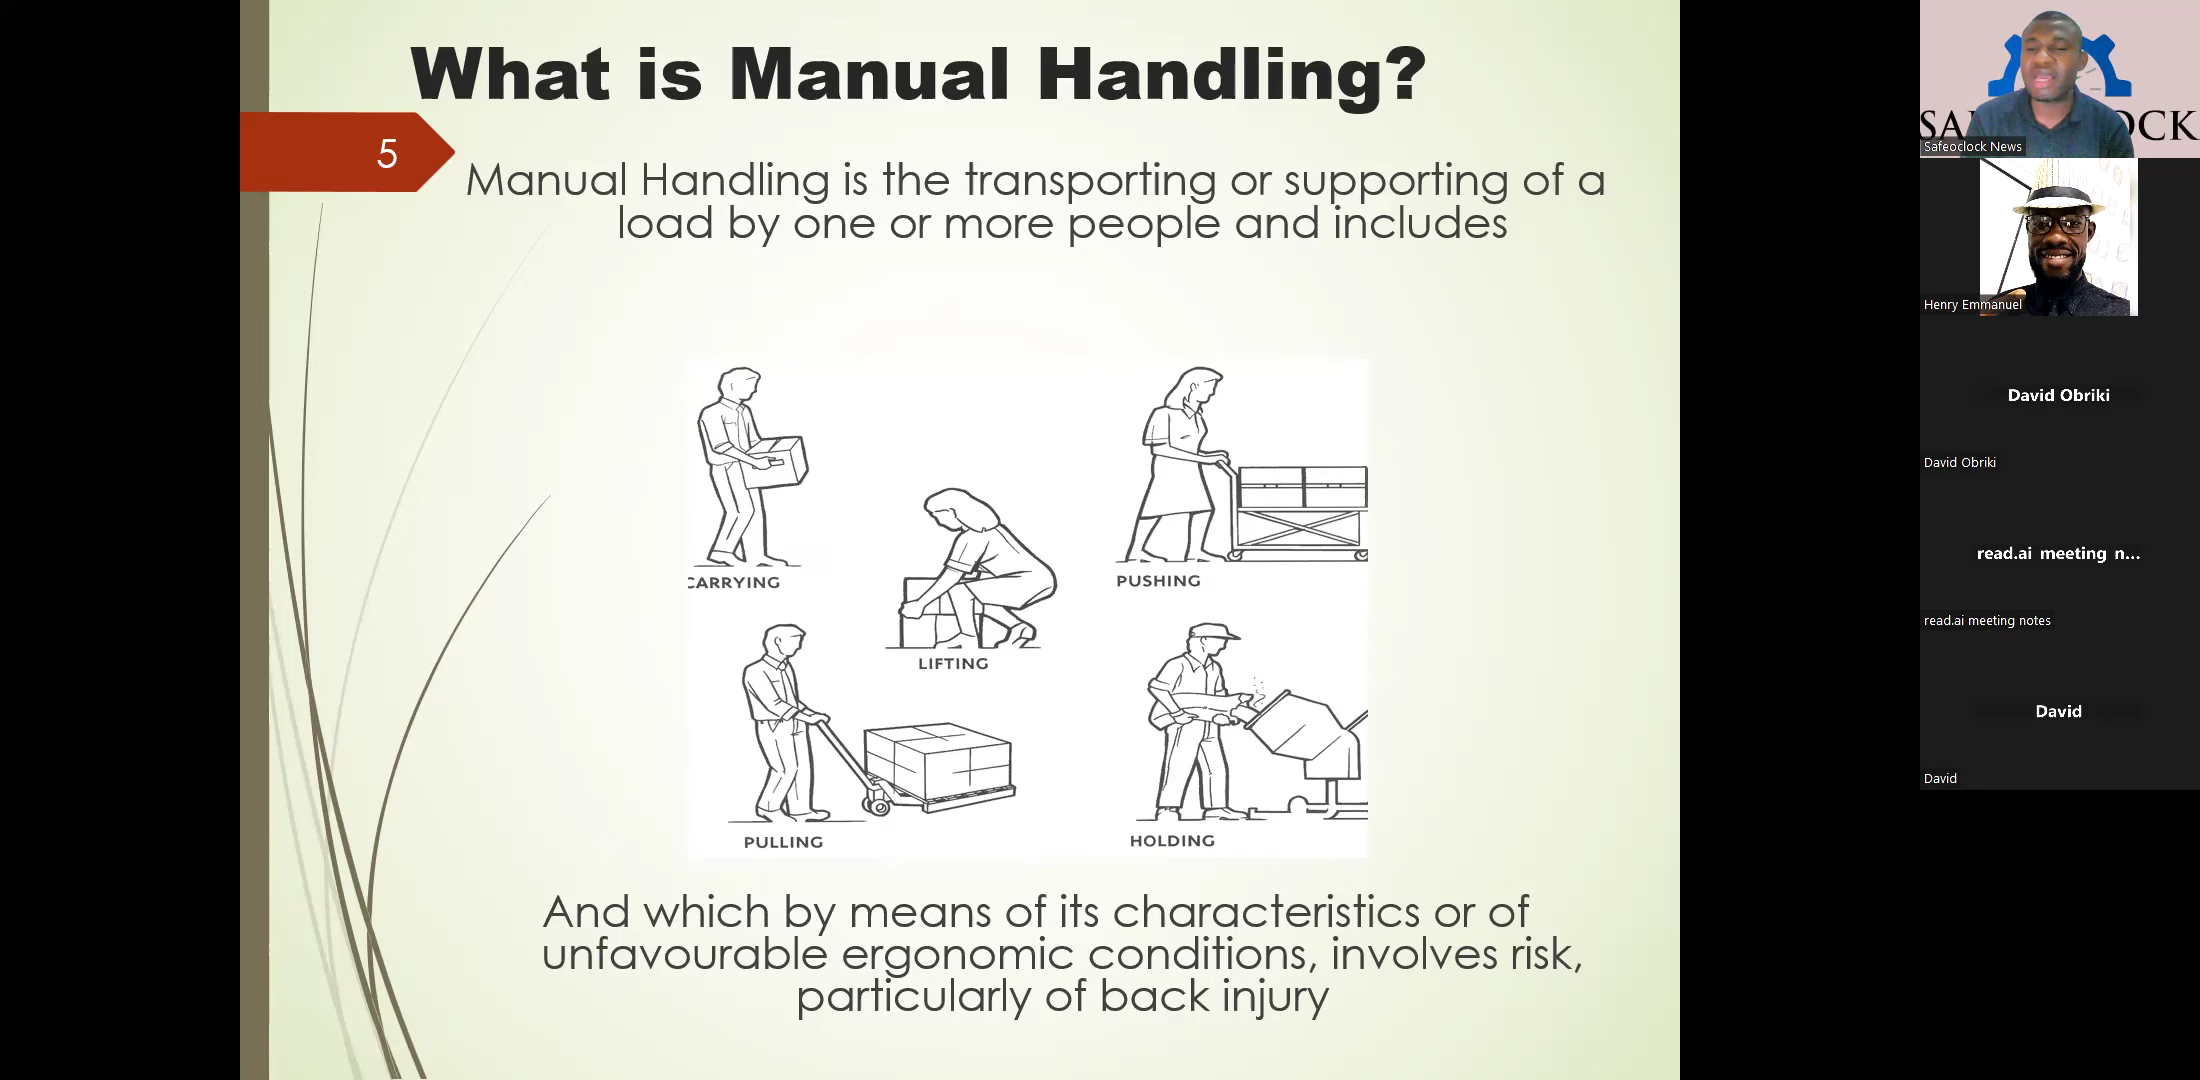 What is Manual Handling?
5
Manual Handling is the transporting or supporting of a
load by one or more people and includes
CARRYING
PUSHING
LIFTING
PULLING
HOLDING
And which by means of its characteristics or of
unfavourable ergonomic conditions, involves risk,
particularly of back injury
SA OCK
Safeoclock News
Henry Emmanuel
David Obriki
David Obriki
read.ai meeting n...
read.ai meeting notes
David
David